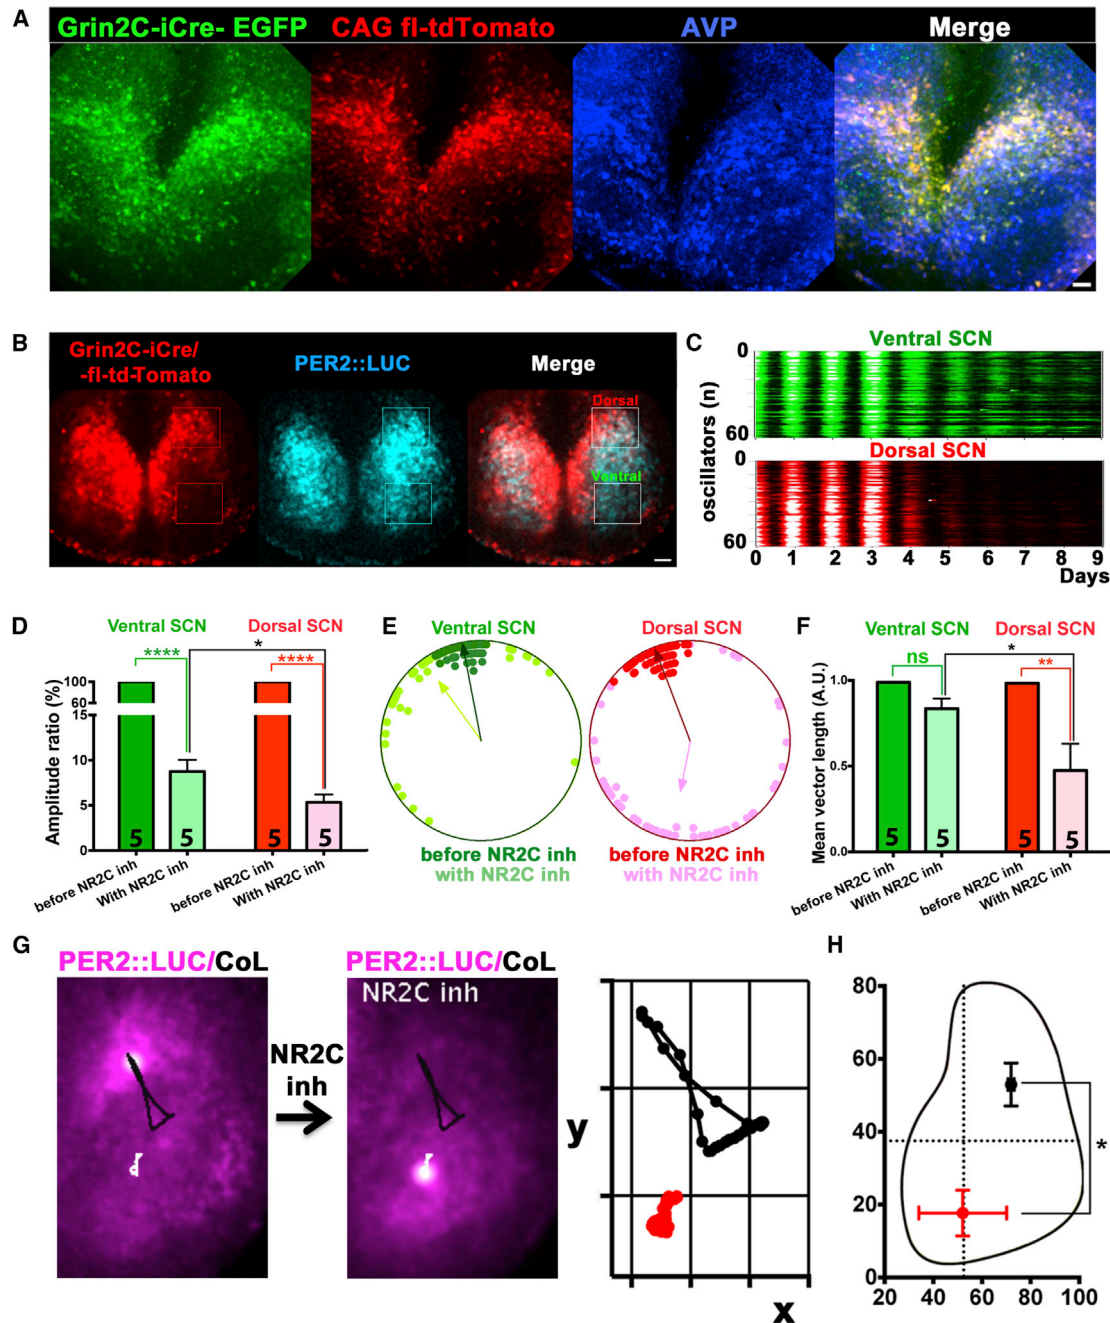 A
Grin2C-iCre- EGFP
CAG fl-tdTomato
AVP
Merge
B
Grin2C-iCre/
-fl-td-Tomato
PER2::LUC
Merge
Dorsal
Ventral
C
Ventral SCN
0
60
Dorsal SCN
0
60
oscillators (n)
0 1 2 3 4 5 6 7 8 9
Days
D
Ventral SCN
Dorsal SCN
****
*
****
Amplitude ratio (%)
100
60
15
10
5
0
5 5 5 5
before NR2C inh
With NR2C inh
before NR2C inh
With NR2C inh
E
Ventral SCN
Dorsal SCN
before NR2C inh
with NR2C inh
before NR2C inh
with NR2C inh
F
Ventral SCN
Dorsal SCN
ns
*
**
Mean vector length (A.U.)
1.0
0.5
0.0
5 5 5 5
before NR2C inh
With NR2C inh
before NR2C inh
With NR2C inh
G
PER2::LUC/CoL
NR2C
inh
PER2::LUC/CoL
NR2C inh
y
x
H
80
60
40
20
0
20 40 60 80 100
*